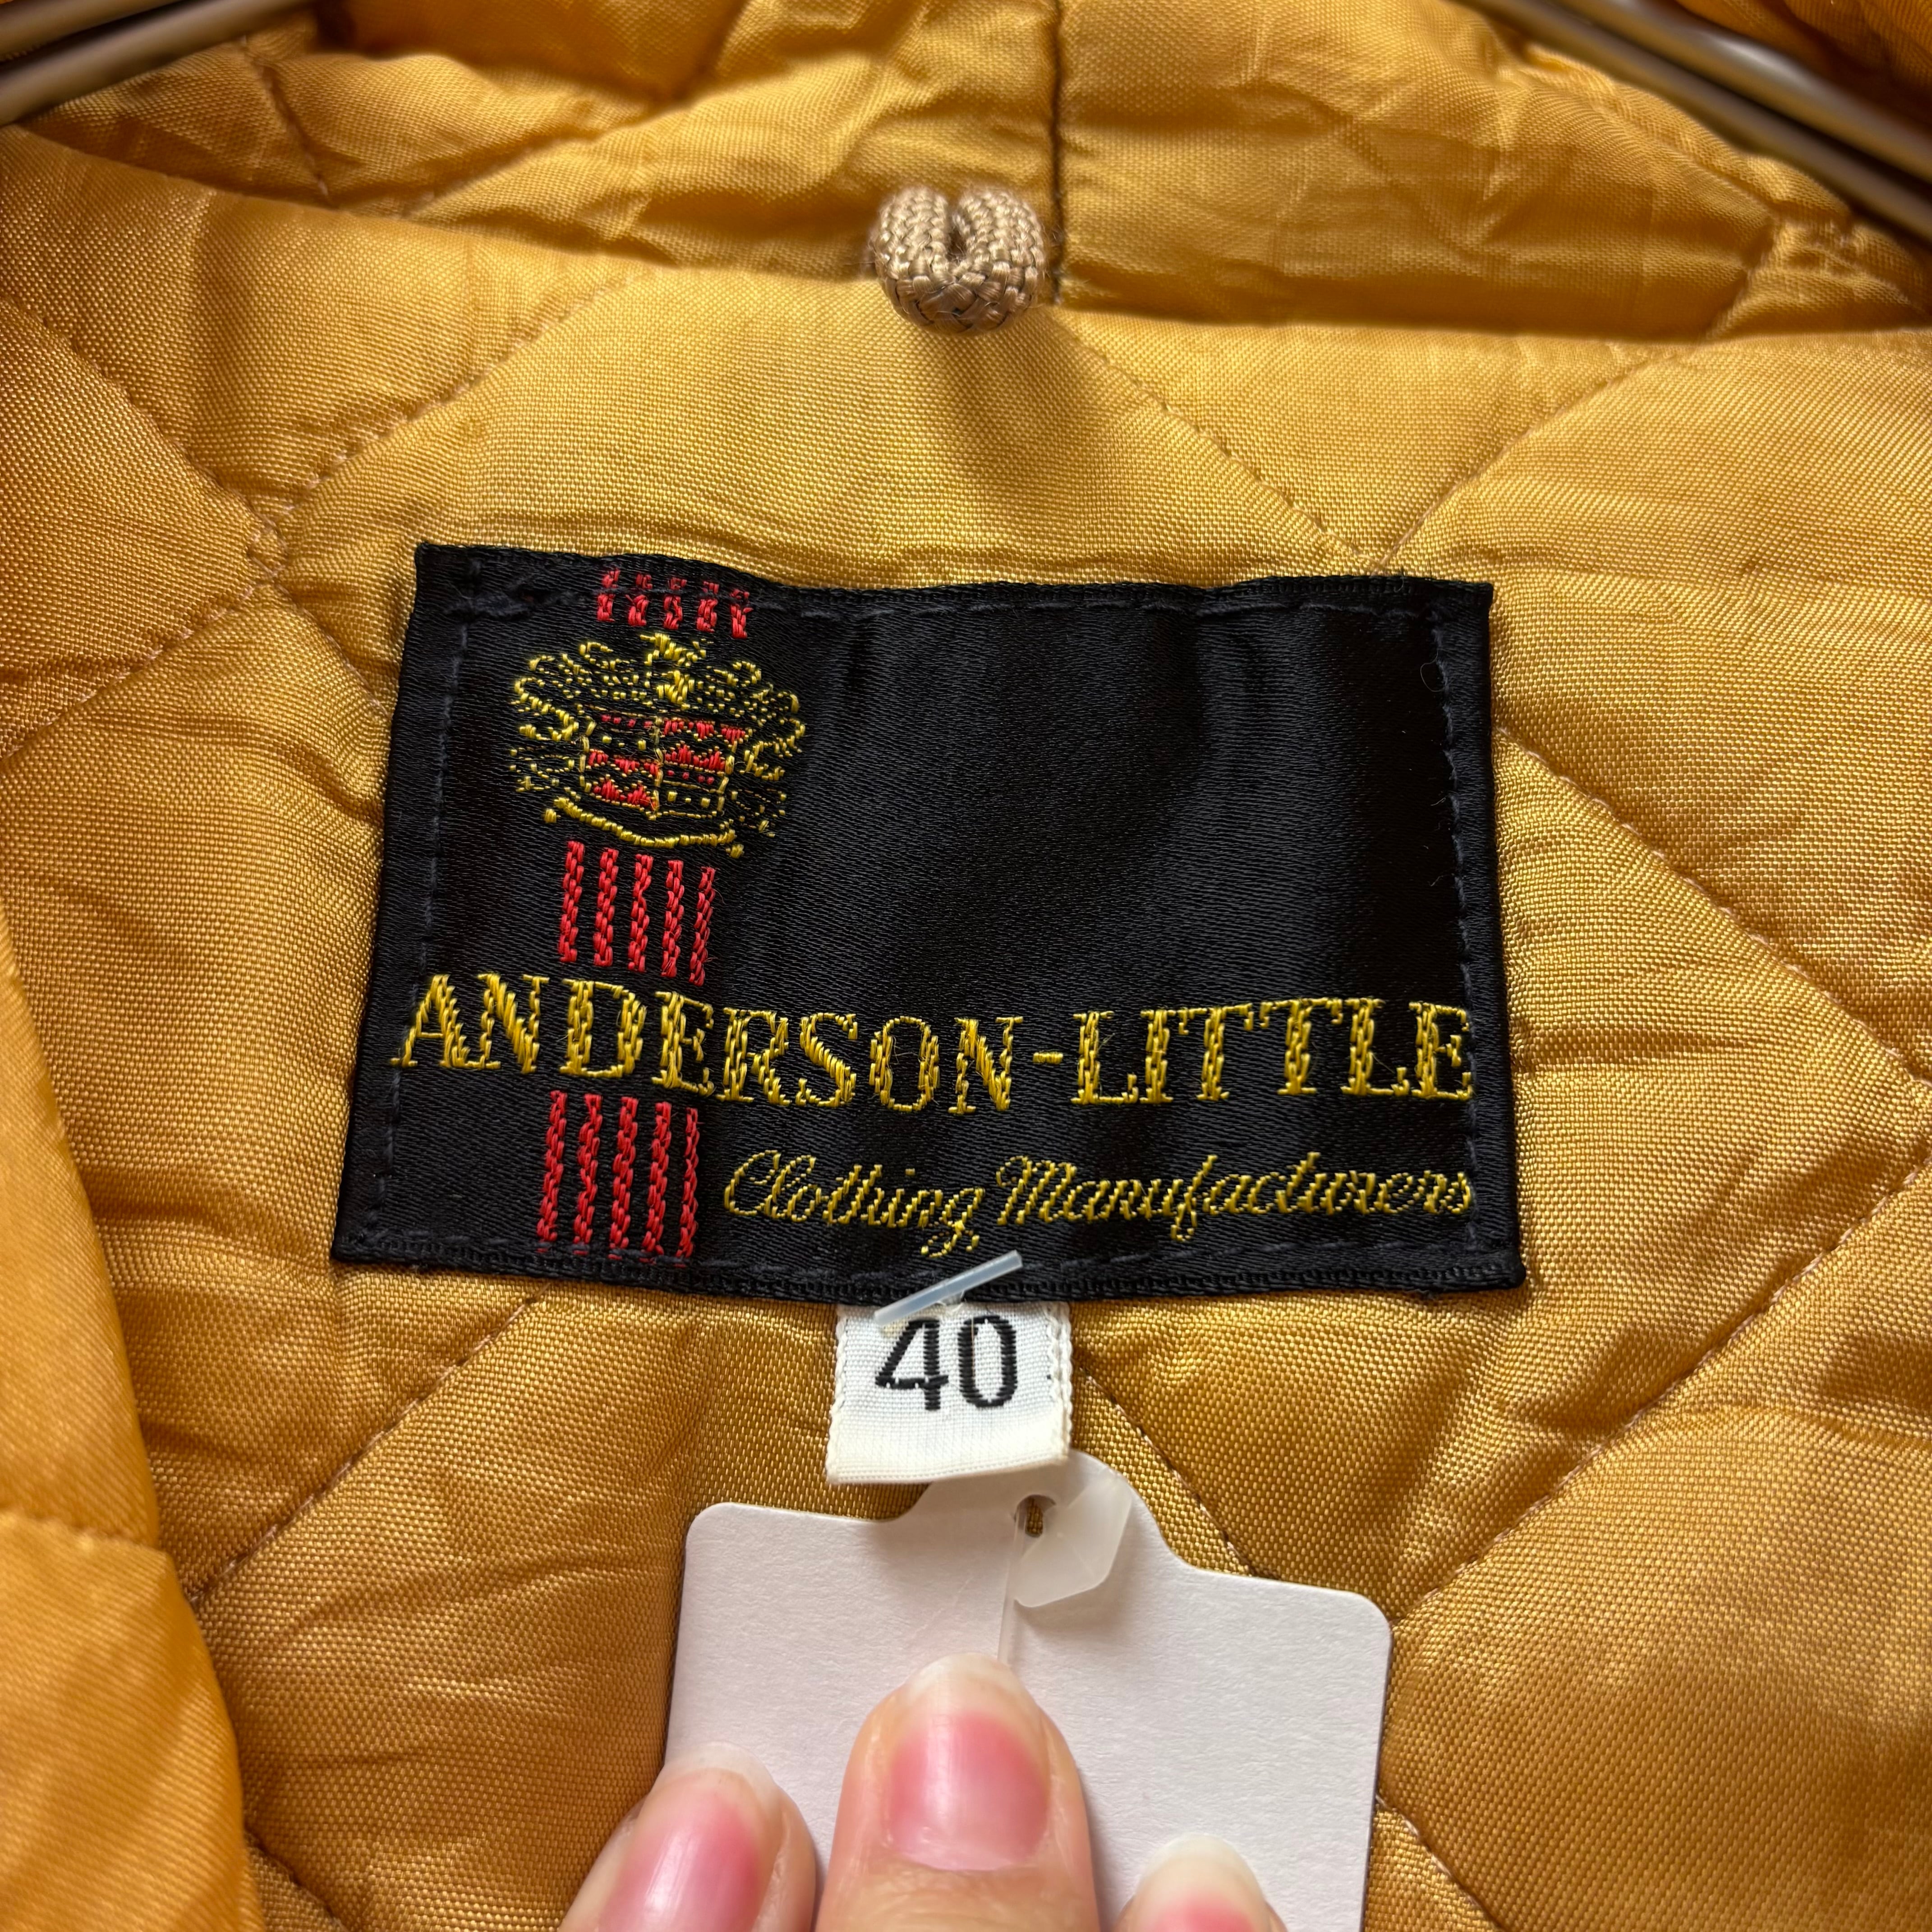 ANDERSON-LITTLE
Clothing Manufacturers
40